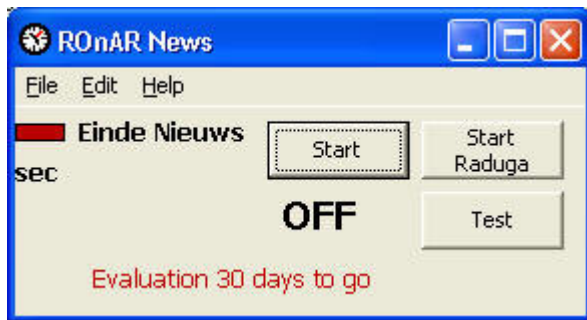 ROnAR News
File Edit Help
Einde Nieuws
sec
Start
Start
Raduga
OFF
Test
Evaluation 30 days to go